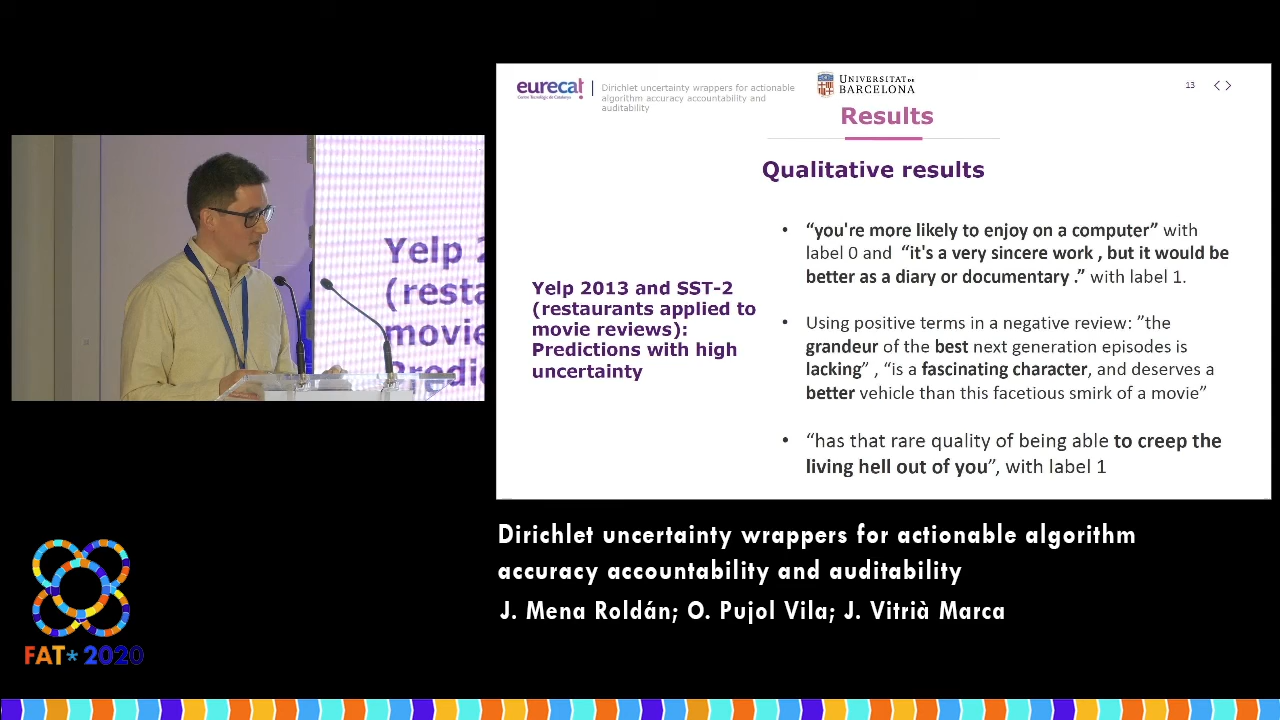 eurecat
Centre Tecnològic de Catalunya
Dirichlet uncertainty wrappers for actionable
algorithm accuracy accountability and
auditability
UNIVERSITAT DE
BARCELONA
13
Results
Qualitative results
Yelp 2013 and SST-2
(restaurants applied to
movie reviews):
Predictions with high
uncertainty
• “you're more likely to enjoy on a computer” with
label 0 and “it's a very sincere work , but it would be
better as a diary or documentary .” with label 1.
• Using positive terms in a negative review: ”the
grandeur of the best next generation episodes is
lacking” , “is a fascinating character, and deserves a
better vehicle than this facetious smirk of a movie”
• “has that rare quality of being able to creep the
living hell out of you”, with label 1
Yelp 2
(resta
movie
Predi
Dirichlet uncertainty wrappers for actionable algorithm
accuracy accountability and auditability
J. Mena Roldán; O. Pujol Vila; J. Vitrià Marca
FAT* 2020